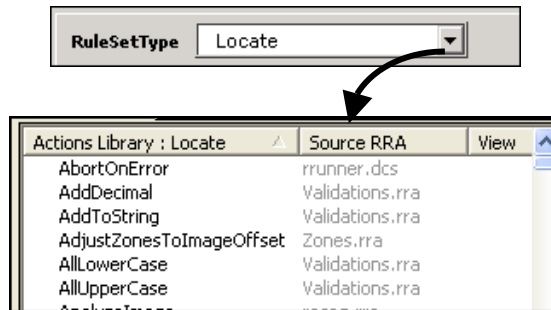 RuleSetType Locate
Actions Library : Locate Source RRA View
AbortOnError rrunner.dcs
AddDecimal Validations.rra
AddToString Validations.rra
AdjustZonesToImageOffset Zones.rra
AllLowerCase Validations.rra
AllUpperCase Validations.rra